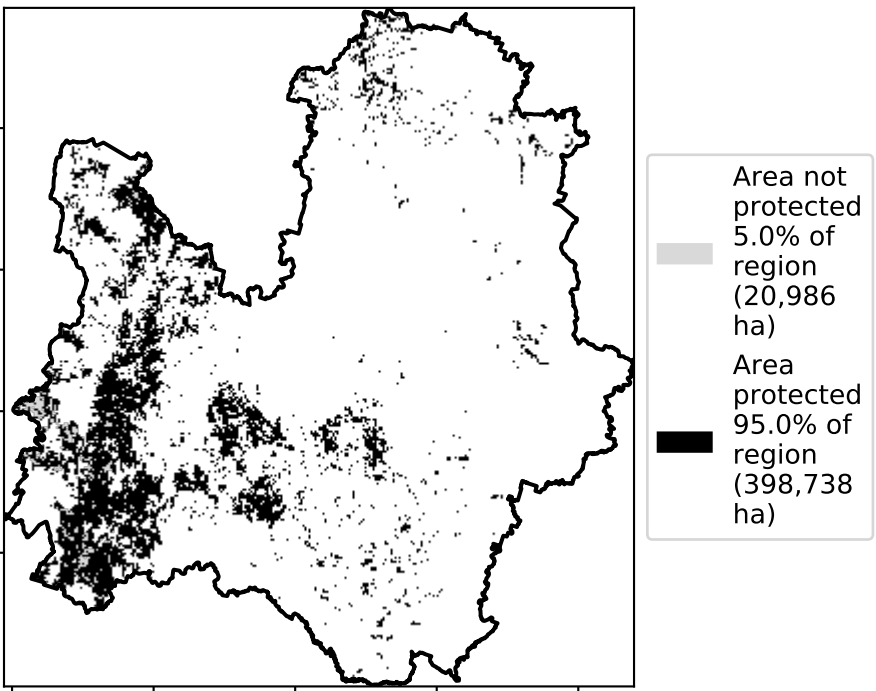 Area not
protected
5.0% of
region
(20,986
ha)
Area
protected
95.0% of
region
(398,738
ha)